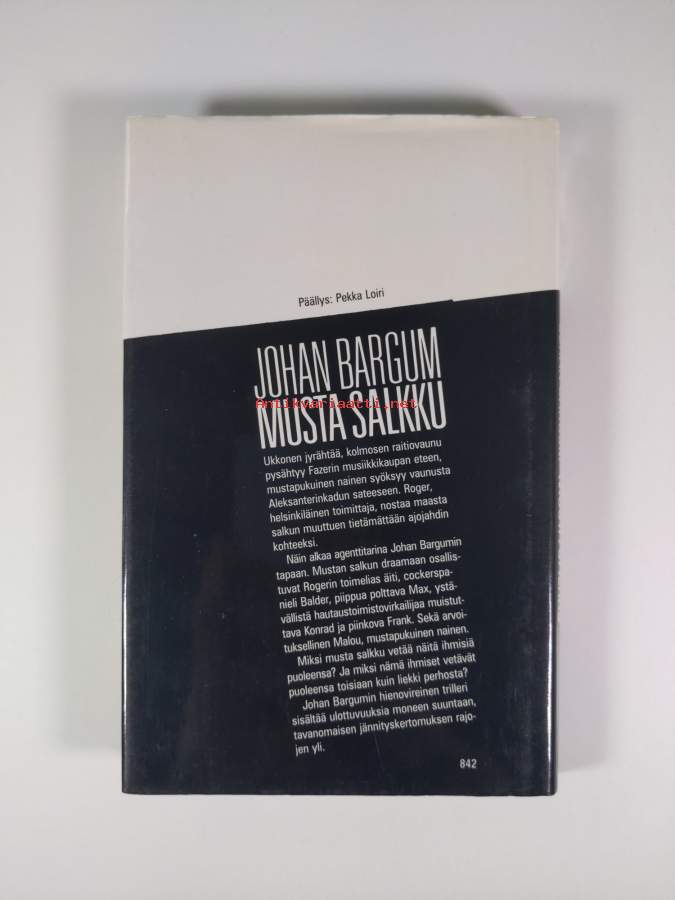 Päällys: Pekka Loiri
JOHAN BARGUM
Antikvariaatti.net
MUSTA SALKKU
Ukkonen jyrähtää, kolmosen raitiovaunu
pysähtyy Fazerin musiikkikaupan eteen,
mustapukuinen nainen syöksyy vaunusta
Aleksanterinkadun sateeseen. Roger,
helsinkiläinen toimittaja, nostaa maasta
salkun muuttuen tietämättään ajojahdin
kohteeksi.
Näin alkaa agenttitarina Johan Bargumin
tapaan. Mustan salkun draamaan osallis-
tuvat Rogerin toimelias äiti, cockerspa-
nieli Balder, piippua polttava Max, ystä-
vällistä hautaustoimistovirkailijaa muistut-
tava Konrad ja piinkova Frank. Sekä arvoi-
tuksellinen Malou, mustapukuinen nainen.
Miksi musta salkku vetää näitä ihmisiä
puoleensa? Ja miksi nämä ihmiset vetävät
puoleensa toisiaan kuin liekki perhosta?
Johan Bargumin hienovireinen trilleri
sisältää ulottuvuuksia moneen suuntaan,
tavanomaisen jännityskertomuksen rajo-
jen yli.
842